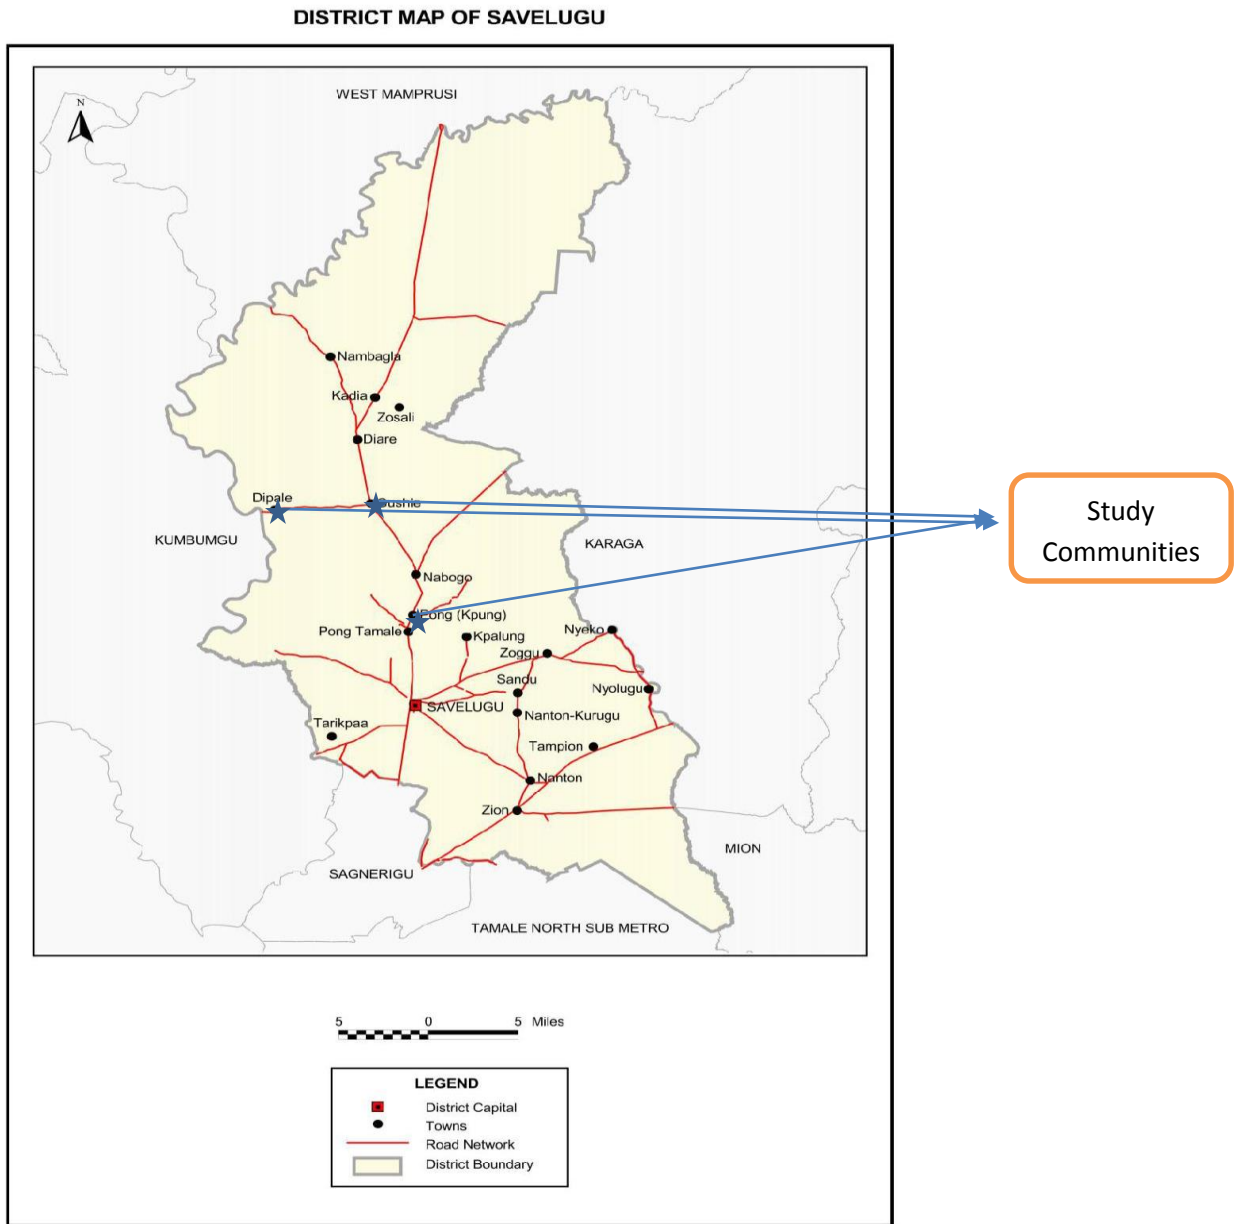 DISTRICT MAP OF SAVELUGU
WEST MAMPRUSI
N
Nambagla
Kadia
Zosali
Diare
Dipale
KUMBUMGU
KARAGA
Study
Communities
Nabogo
(Kpung)
Pong Tamale
Kpalung
Nyeko
Zoggu
Sandu
Nyolugu
SAVELUGU
Nanton-Kurugu
Tarikpaa
Tampion
Nanton
Zion
MION
SAGNERIGU
TAMALE NORTH SUB METRO
5 0 5 Miles
LEGEND
District Capital
Towns
Road Network
District Boundary